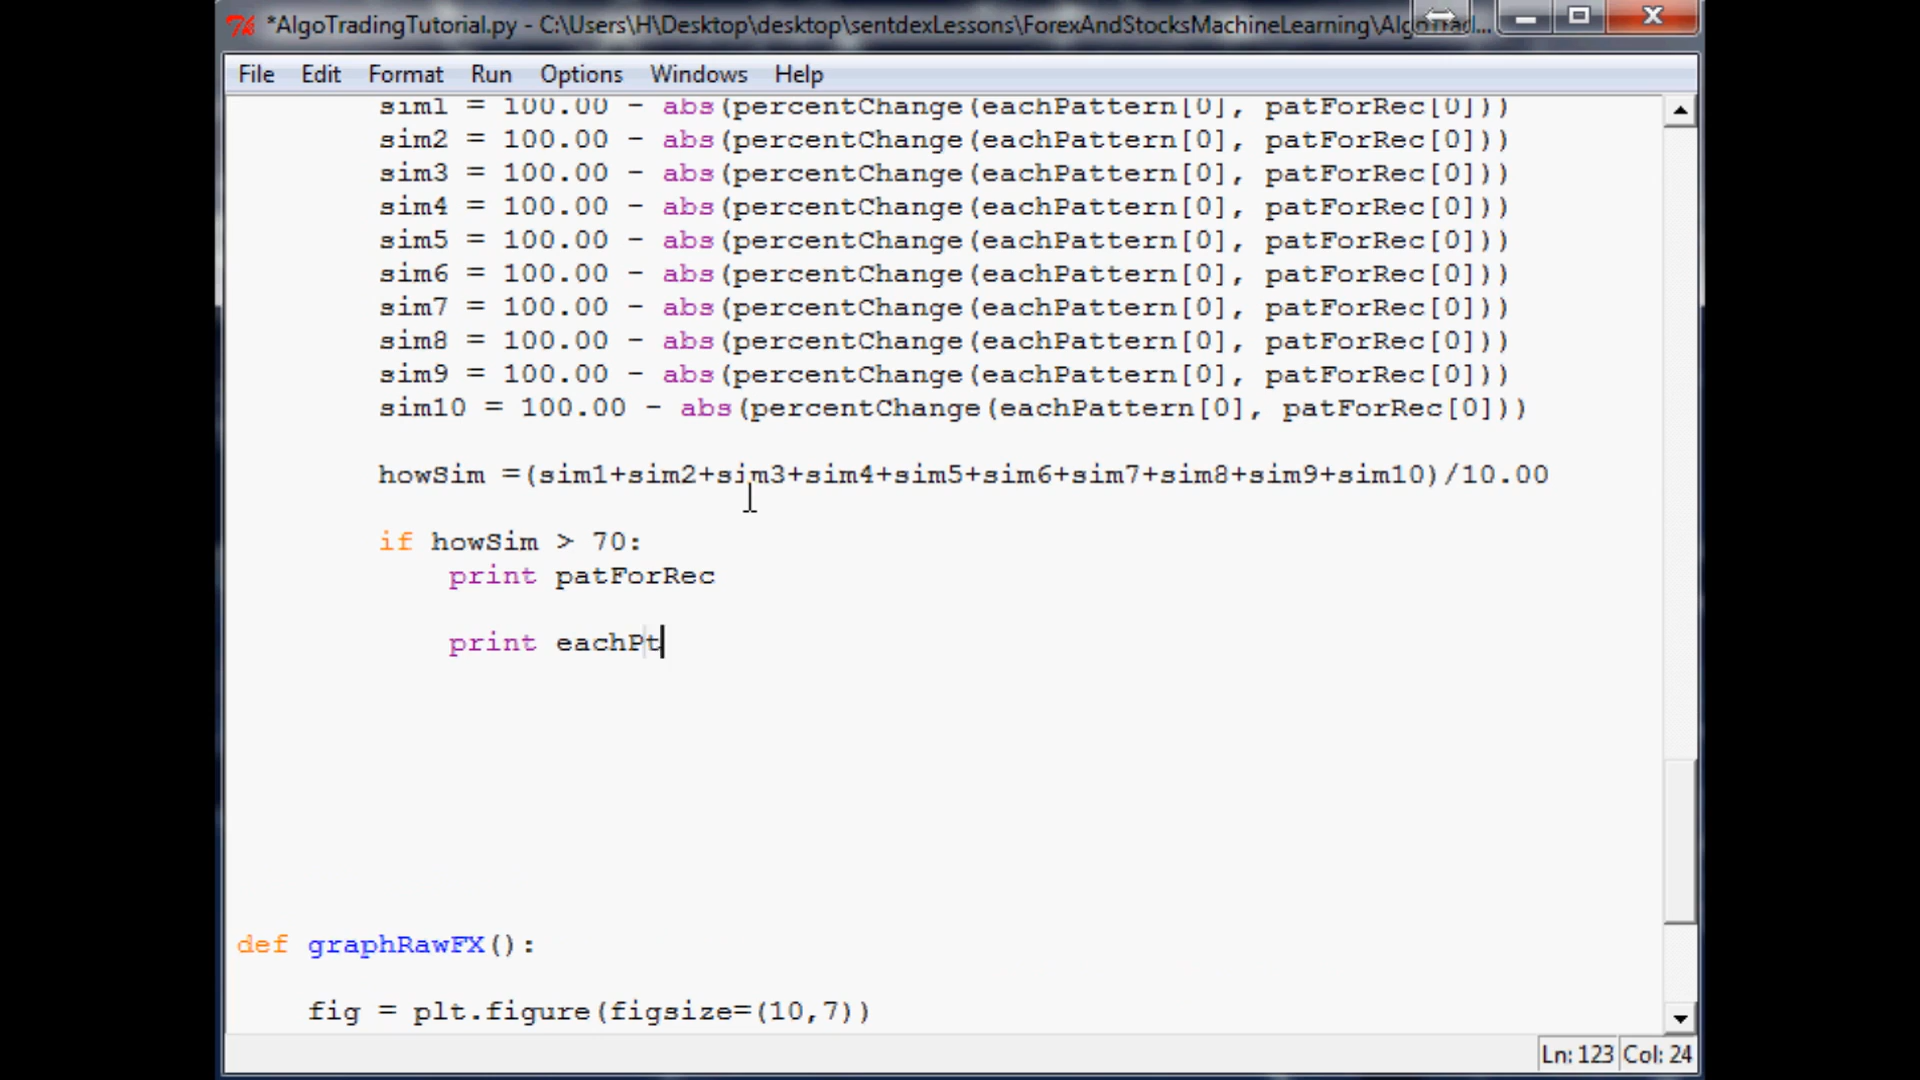 *AlgoTradingTutorial.py - C:\Users\H\Desktop\desktop\sentdexLessons\ForexAndStocksMachineLearning\AlgoTrad...
File Edit Format Run Options Windows Help
sim1 = 100.00 - abs(percentChange(eachPattern[0], patForRec[0]))
sim2 = 100.00 - abs(percentChange(eachPattern[0], patForRec[0]))
sim3 = 100.00 - abs(percentChange(eachPattern[0], patForRec[0]))
sim4 = 100.00 - abs(percentChange(eachPattern[0], patForRec[0]))
sim5 = 100.00 - abs(percentChange(eachPattern[0], patForRec[0]))
sim6 = 100.00 - abs(percentChange(eachPattern[0], patForRec[0]))
sim7 = 100.00 - abs(percentChange(eachPattern[0], patForRec[0]))
sim8 = 100.00 - abs(percentChange(eachPattern[0], patForRec[0]))
sim9 = 100.00 - abs(percentChange(eachPattern[0], patForRec[0]))
sim10 = 100.00 - abs(percentChange(eachPattern[0], patForRec[0]))
howSim =(sim1+sim2+sim3+sim4+sim5+sim6+sim7+sim8+sim9+sim10)/10.00
if howSim > 70:
print patForRec
print eachPt
def graphRawFX():
fig = plt.figure(figsize=(10,7))
Ln: 123 Col: 24